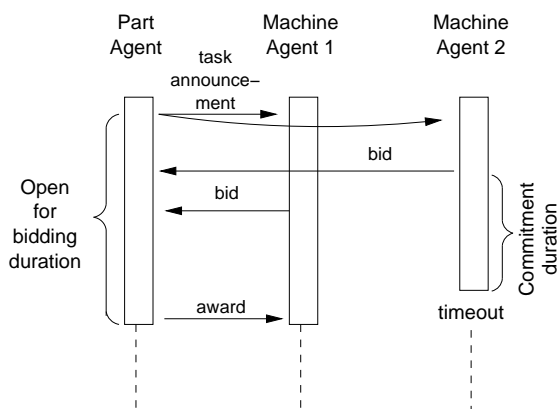 Part
Agent
Machine
Agent 1
Machine
Agent 2
task
announce–
ment
bid
bid
Open
for
bidding
duration
Commitment
duration
award
timeout